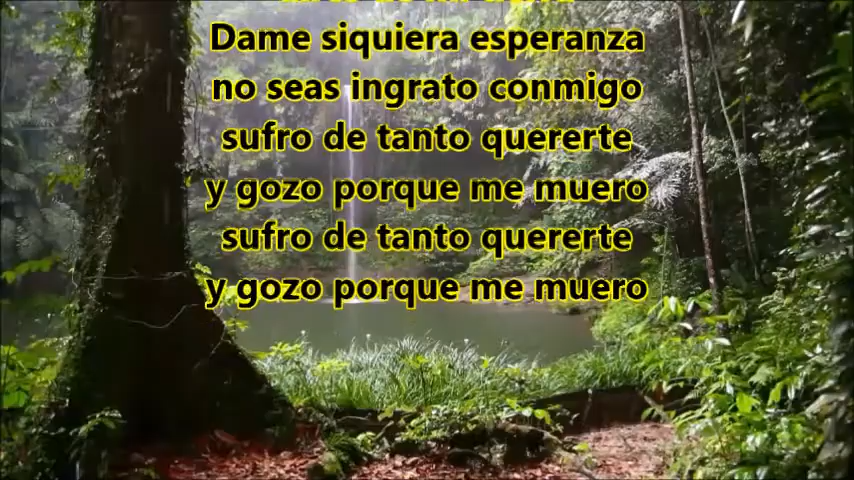 Dame siquiera esperanza
no seas ingrato conmigo
sufro de tanto quererte
y gozo porque me muero
sufro de tanto quererte
y gozo porque me muero